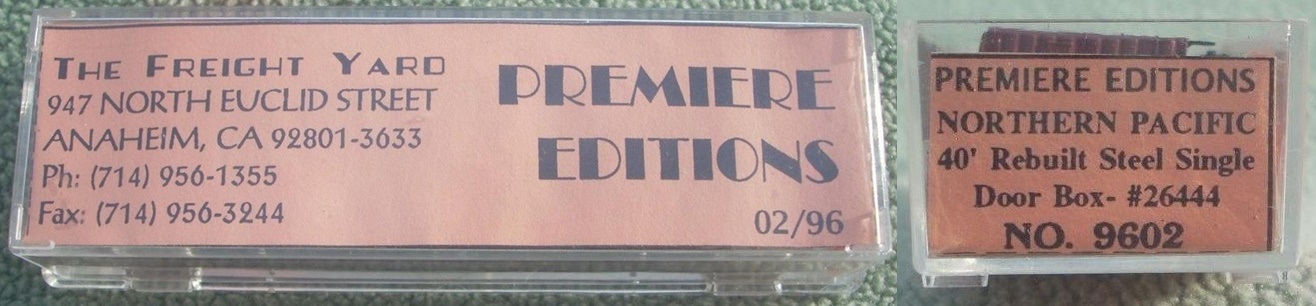 THE FREIGHT YARD
947 NORTH EUCLID STREET
ANAHEIM, CA 92801-3633
Ph: (714) 956-1355
Fax: (714) 956-3244
PREMIERE
EDITIONS
02/96
PREMIERE EDITIONS
NORTHERN PACIFIC
40' Rebuilt Steel Single
Door Box- #26444
NO. 9602